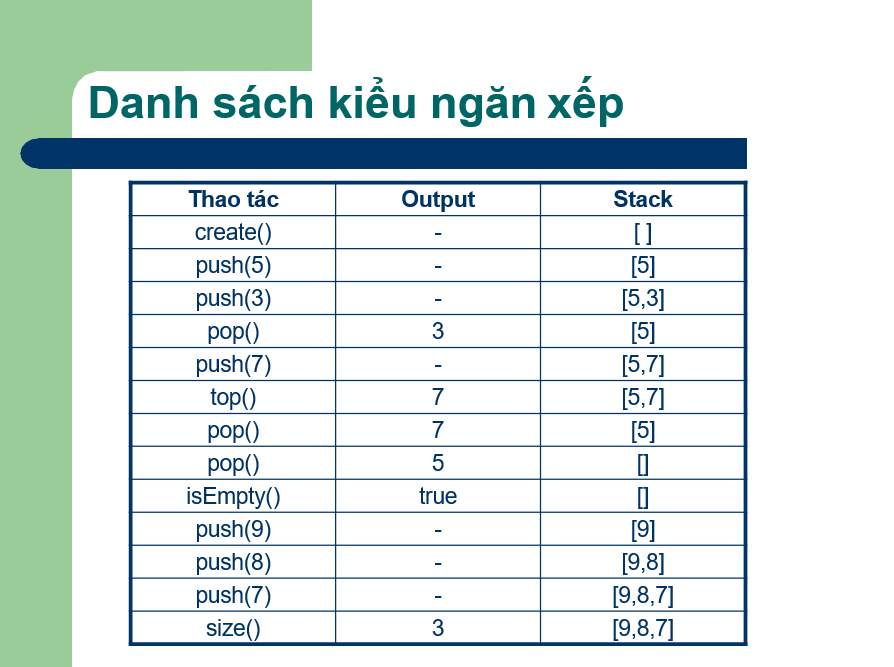 Danh sách kiểu ngăn xếp
Thao tác Output Stack
create() - [ ]
push(5) - [5]
push(3) - [5,3]
pop() 3 [5]
push(7) - [5,7]
top() 7 [5,7]
pop() 7 [5]
pop() 5 []
isEmpty() true []
push(9) - [9]
push(8) - [9,8]
push(7) - [9,8,7]
size() 3 [9,8,7]